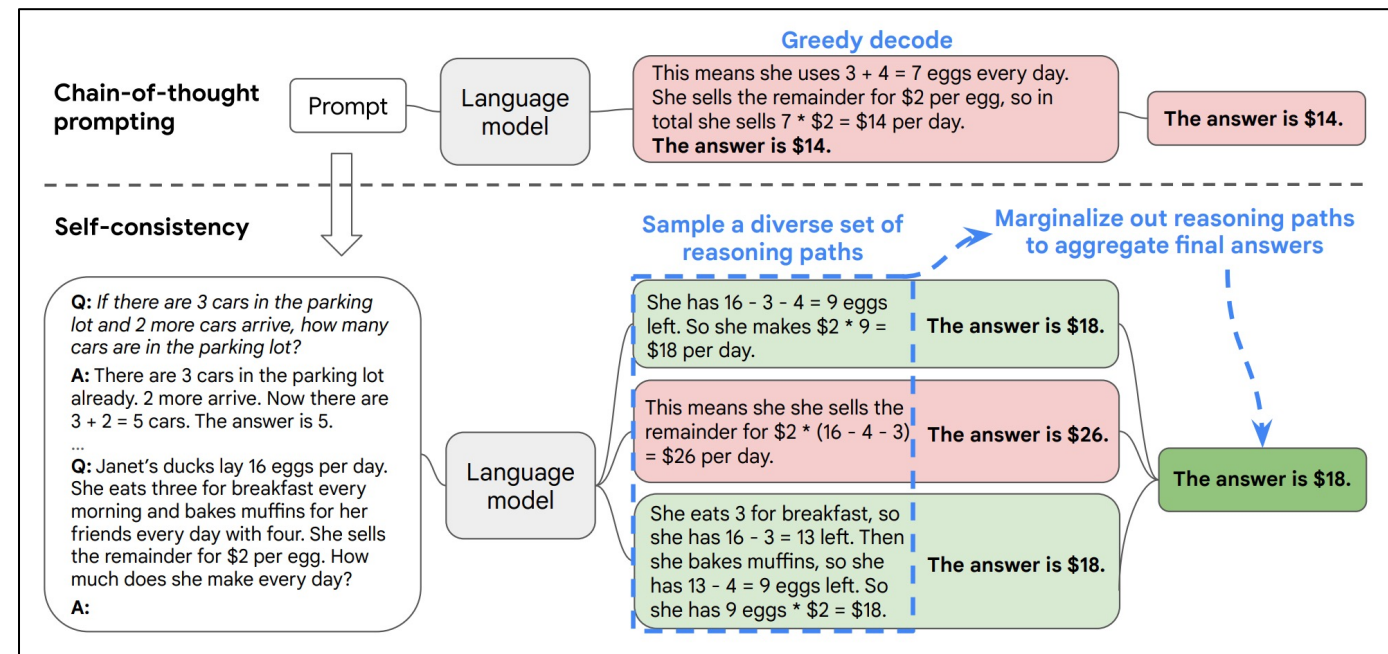 Greedy decode
Chain-of-thought
prompting
Prompt
Language
model
This means she uses 3 + 4 = 7 eggs every day.
She sells the remainder for $2 per egg, so in
total she sells 7 * $2 = $14 per day.
The answer is $14.
The answer is $14.
Self-consistency
Sample a diverse set of
reasoning paths
Marginalize out reasoning paths
to aggregate final answers
Q: If there are 3 cars in the parking
lot and 2 more cars arrive, how many
cars are in the parking lot?
A: There are 3 cars in the parking lot
already. 2 more arrive. Now there are
3 + 2 = 5 cars. The answer is 5.
...
Q: Janet’s ducks lay 16 eggs per day.
She eats three for breakfast every
morning and bakes muffins for her
friends every day with four. She sells
the remainder for $2 per egg. How
much does she make every day?
A:
Language
model
She has 16 - 3 - 4 = 9 eggs
left. So she makes $2 * 9 =
$18 per day.
The answer is $18.
This means she she sells the
remainder for $2 * (16 - 4 - 3)
= $26 per day.
The answer is $26.
She eats 3 for breakfast, so
she has 16 - 3 = 13 left. Then
she bakes muffins, so she
has 13 - 4 = 9 eggs left. So
she has 9 eggs * $2 = $18.
The answer is $18.
The answer is $18.